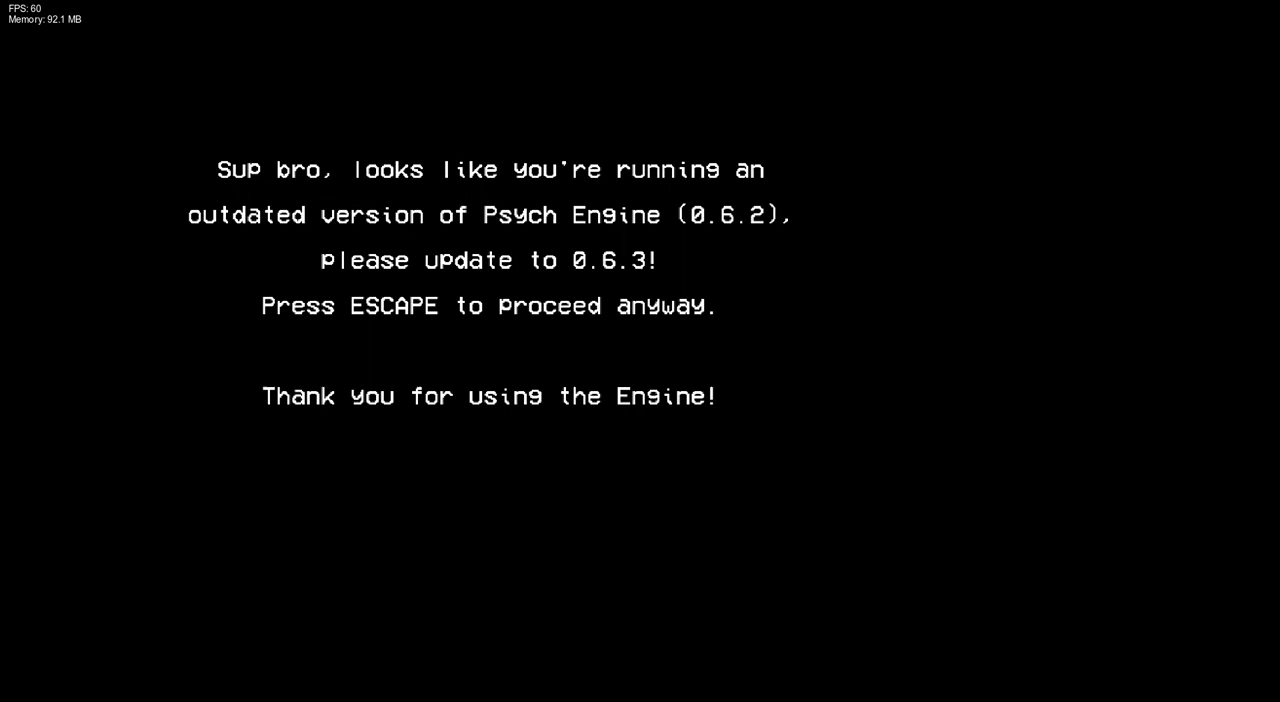 FPS: 60
Memory: 92.1 MB
Sup bro, looks like you're running an
outdated version of Psych Engine (0.6.2),
please update to 0.6.3!
Press ESCAPE to proceed anyway.
Thank you for using the Engine!